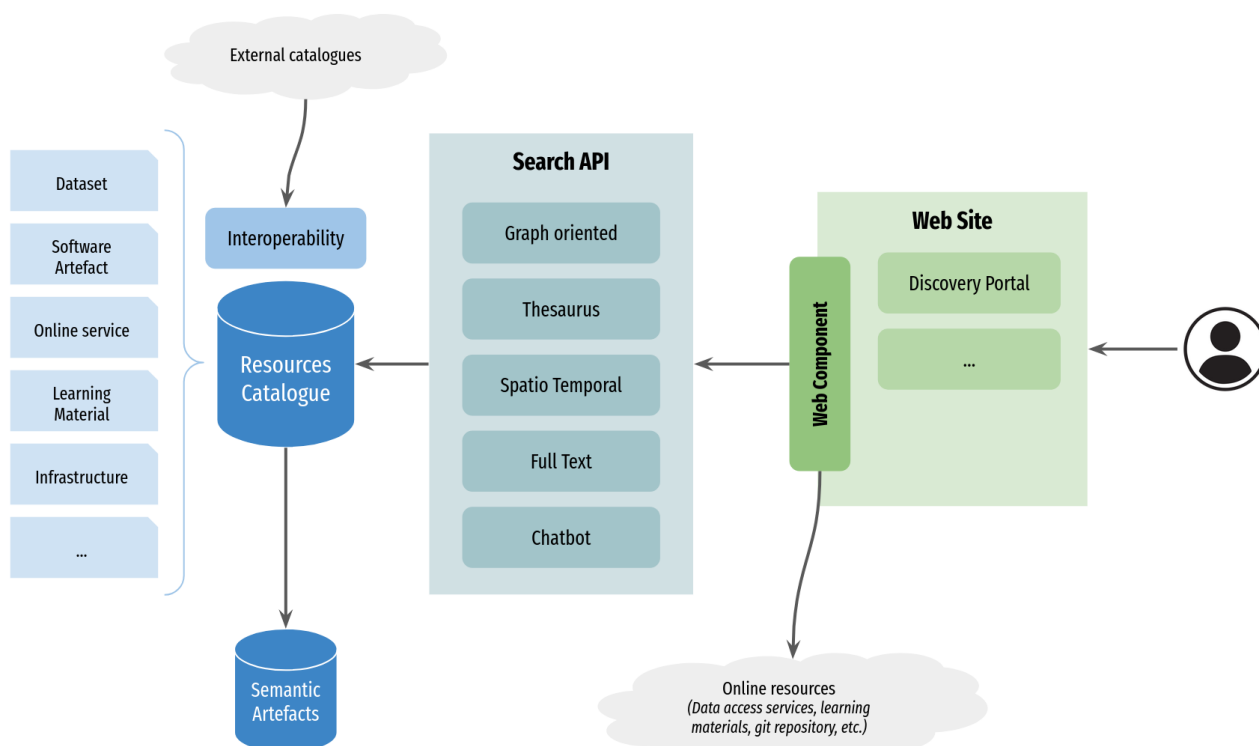 External catalogues
Dataset
Software
Artefact
Online service
Learning
Material
Infrastructure
...
Interoperability
Resources
Catalogue
Semantic
Artefacts
Search API
Graph oriented
Thesaurus
Spatio Temporal
Full Text
Chatbot
Web Component
Web Site
Discovery Portal
...
Online resources
(Data access services, learning
materials, git repository, etc.)